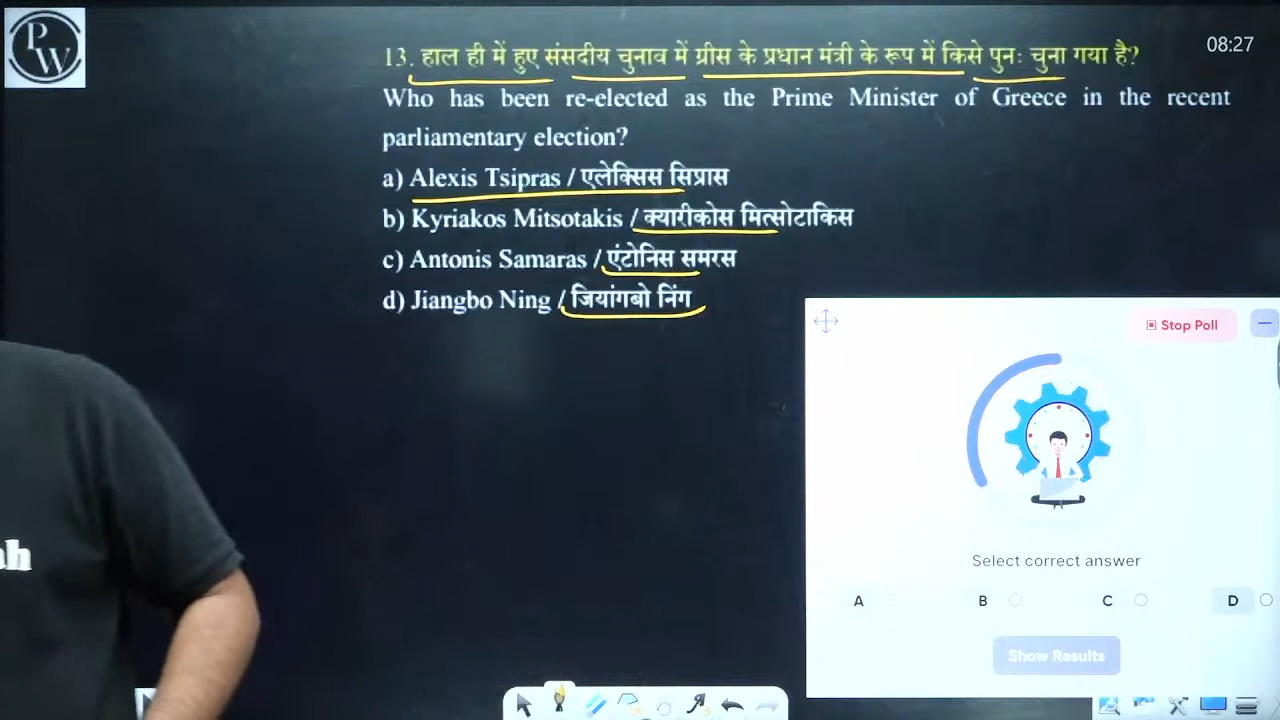 PW
08:27
13. हाल ही में हुए संसदीय चुनाव में ग्रीस के प्रधान मंत्री के रूप में किसे पुनः चुना गया है?
Who has been re-elected as the Prime Minister of Greece in the recent
parliamentary election?
a) Alexis Tsipras / एलेक्सिस सिप्रास
b) Kyriakos Mitsotakis / क्यारीकोस मित्सोटाकिस
c) Antonis Samaras / एंटोनिस समरस
d) Jiangbo Ning / जियांगबो निंग
Stop Poll
Select correct answer
A B C D
Show Results
ah